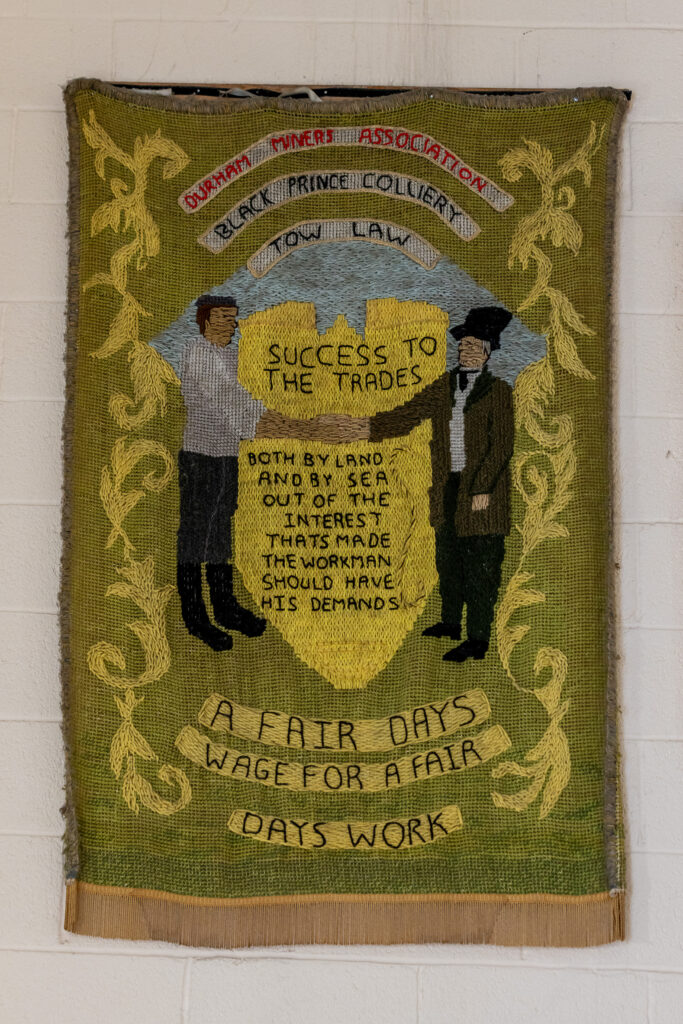 DURHAM MINERS ASSOCIATION
BLACK PRINCE COLLIERY
TOW LAW
SUCCESS TO
THE TRADES
BOTH BY LAND
AND BY SEA
OUT OF THE
INTEREST
THATS MADE
THE WORKMAN
SHOULD HAVE
HIS DEMANDS
A FAIR DAYS
WAGE FOR A FAIR
DAYS WORK